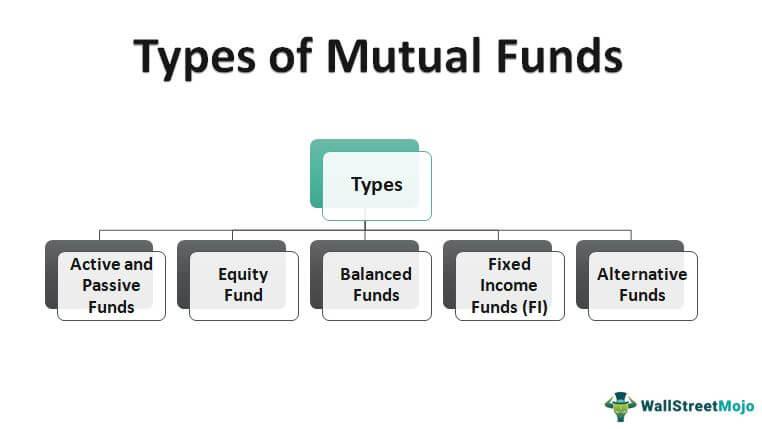 Types of Mutual Funds
Types
Active and
Passive
Funds
Equity
Fund
Balanced
Funds
Fixed
Income
Funds (FI)
Alternative
Funds
WallStreetMojo